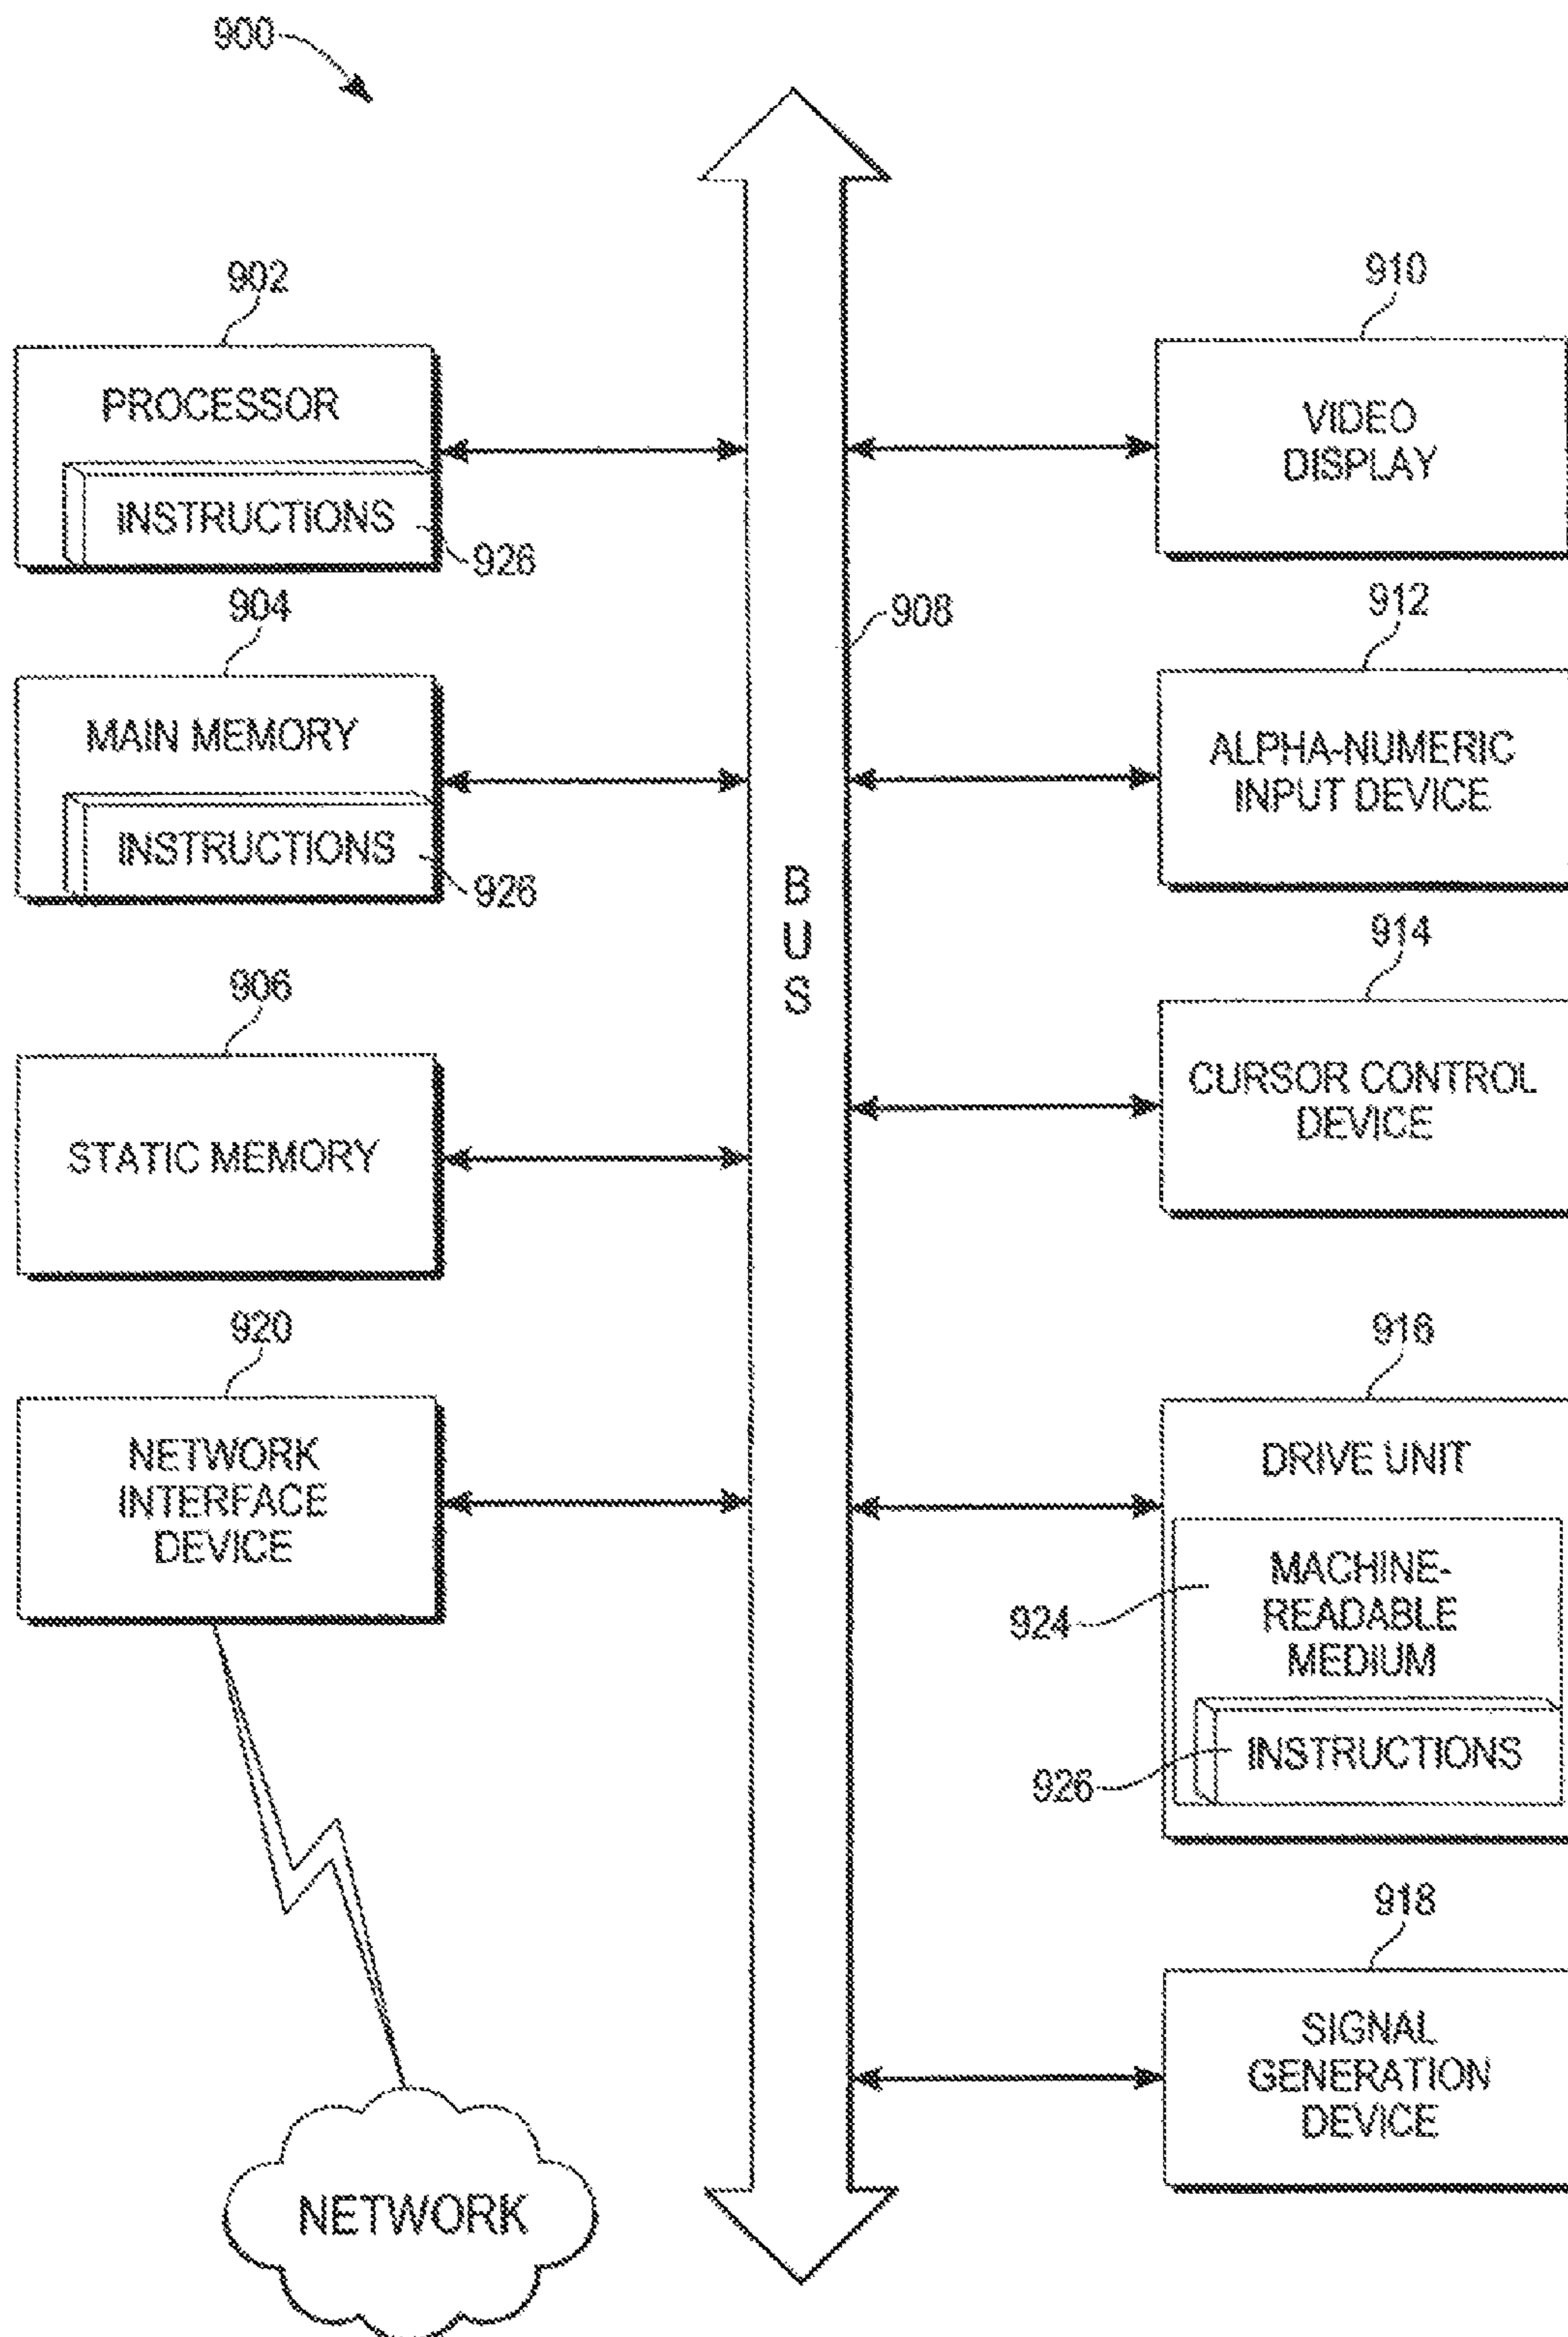 900
902
PROCESSOR
INSTRUCTIONS
926
904
MAIN MEMORY
INSTRUCTIONS
926
906
STATIC MEMORY
920
NETWORK
INTERFACE
DEVICE
NETWORK
908
B
U
S
910
VIDEO
DISPLAY
912
ALPHA-NUMERIC
INPUT DEVICE
914
CURSOR CONTROL
DEVICE
916
DRIVE UNIT
924
MACHINE-
READABLE
MEDIUM
926
INSTRUCTIONS
918
SIGNAL
GENERATION
DEVICE